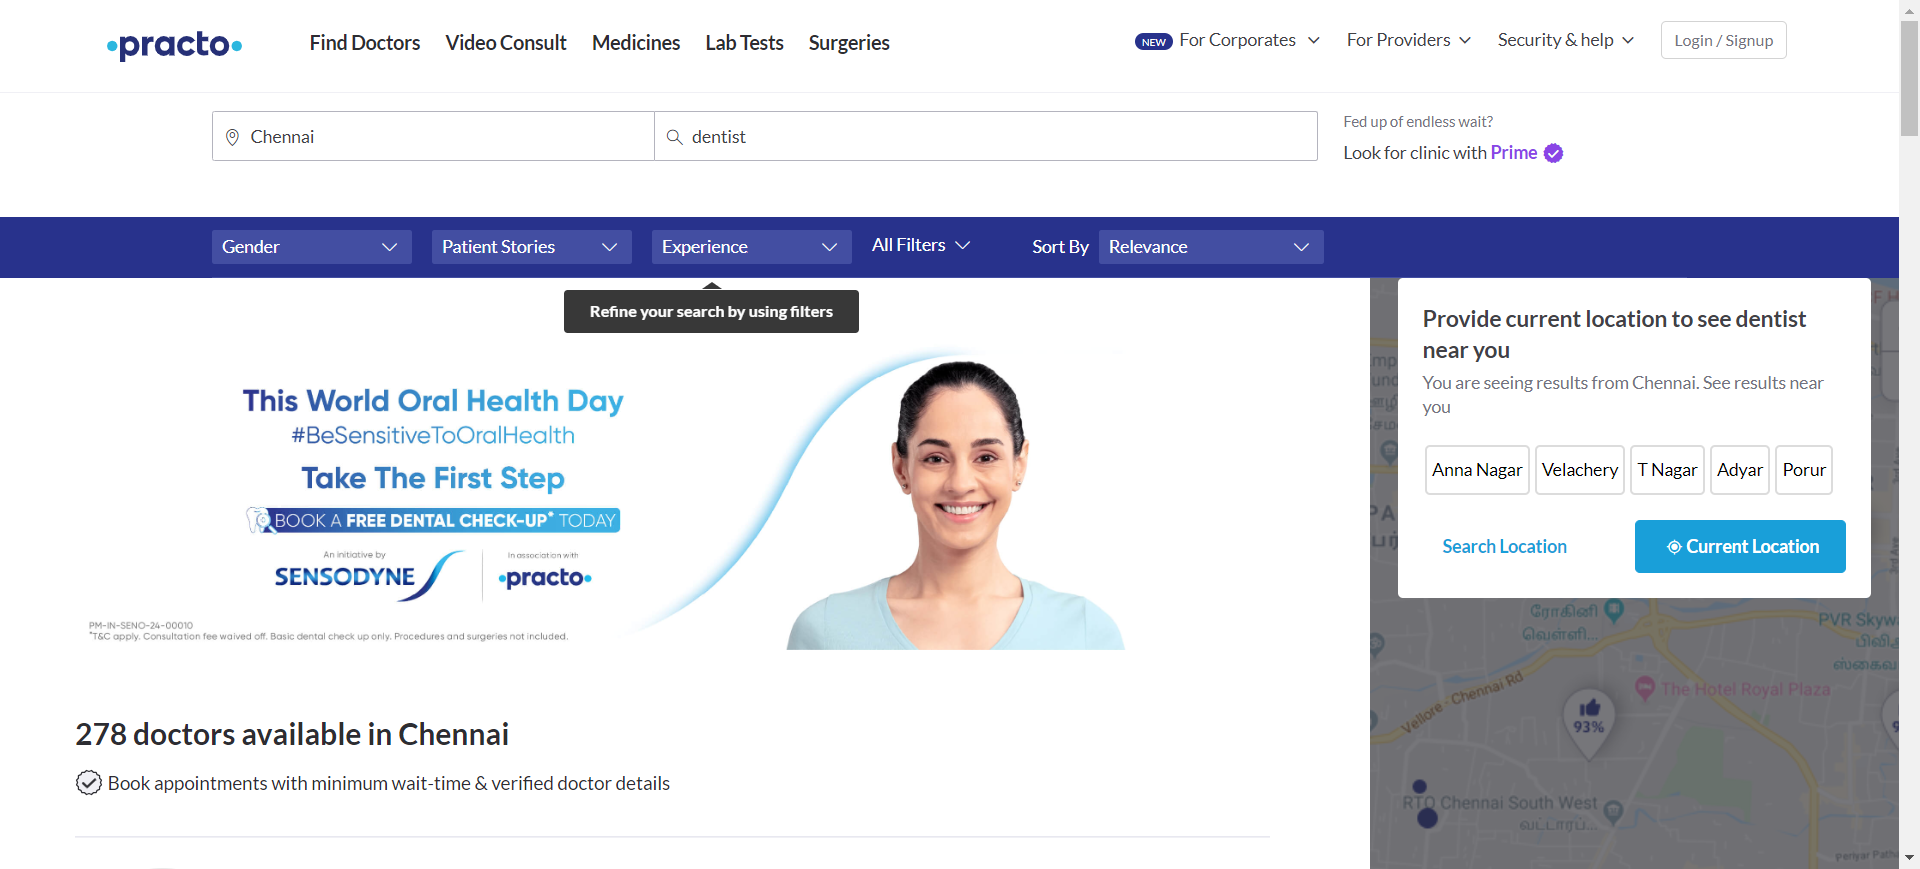 practo
Find Doctors
Video Consult
Medicines
Lab Tests
Surgeries
NEW For Corporates
For Providers
Security & help
Login / Signup
Chennai
dentist
Fed up of endless wait?
Look for clinic with Prime
Gender
Patient Stories
Experience
All Filters
Sort By
Relevance
Refine your search by using filters
This World Oral Health Day
#BeSensitiveToOralHealth
Take The First Step
BOOK A FREE DENTAL CHECK-UP* TODAY
An initiative by
SENSODYNE
In association with
practo
PM-IN-SENO-24-00010
*T&C apply. Consultation fee waived off. Basic dental check up only. Procedures and surgeries not included.
278 doctors available in Chennai
Book appointments with minimum wait-time & verified doctor details
Provide current location to see dentist
near you
You are seeing results from Chennai. See results near
you
Anna Nagar
Velachery
T Nagar
Adyar
Porur
Search Location
Current Location
ரோகினி
வெள்ளி...
PVR Skywa
பிவிஆ
ஸ்கைவா
Vellore - Chennai Rd
The Hotel Royal Plaza
93%
RTO Chennai South West
வட்டாரப்...
Periyar Patha